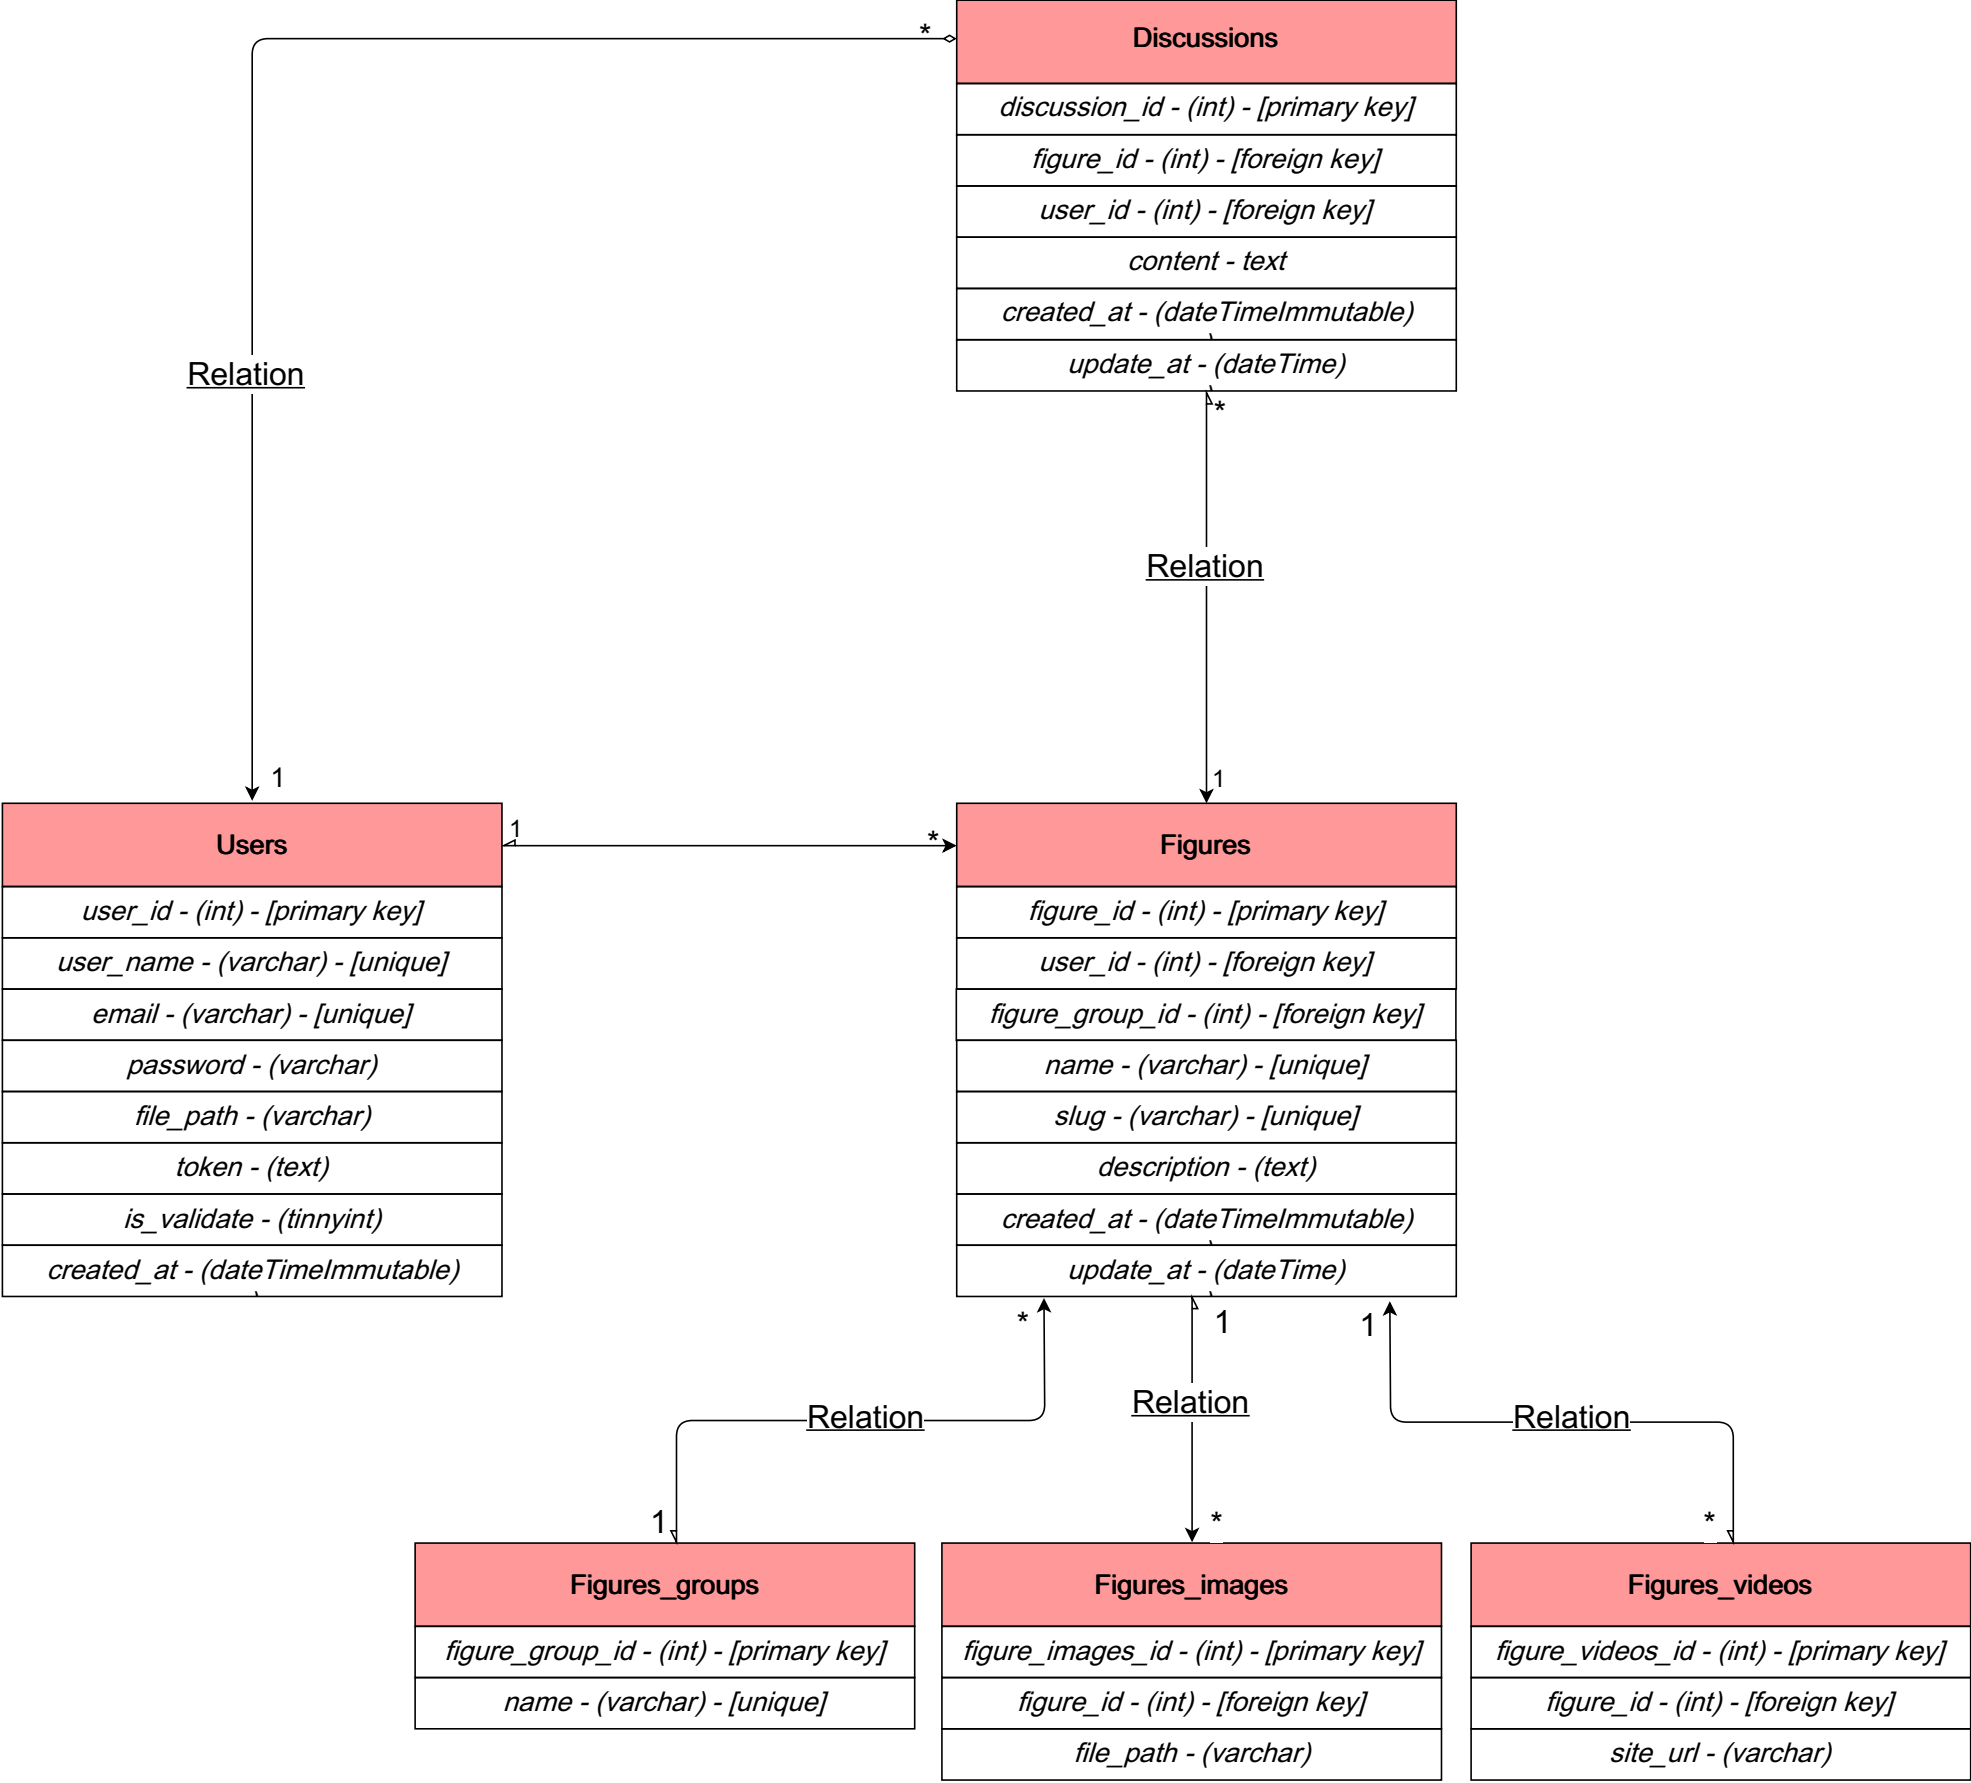 *
Discussions
discussion_id - (int) - [primary key]
figure_id - (int) - [foreign key]
user_id - (int) - [foreign key]
content - text
created_at - (dateTimeImmutable)
update_at - (dateTime)
*
Relation
Relation
1
1
Users
1
*
Figures
user_id - (int) - [primary key]
user_name - (varchar) - [unique]
email - (varchar) - [unique]
password - (varchar)
file_path - (varchar)
token - (text)
is_validate - (tinnyint)
created_at - (dateTimeImmutable)
figure_id - (int) - [primary key]
user_id - (int) - [foreign key]
figure_group_id - (int) - [foreign key]
name - (varchar) - [unique]
slug - (varchar) - [unique]
description - (text)
created_at - (dateTimeImmutable)
update_at - (dateTime)
*
1
1
Relation
Relation
Relation
1
*
*
Figures_groups
figure_group_id - (int) - [primary key]
name - (varchar) - [unique]
Figures_images
figure_images_id - (int) - [primary key]
figure_id - (int) - [foreign key]
file_path - (varchar)
Figures_videos
figure_videos_id - (int) - [primary key]
figure_id - (int) - [foreign key]
site_url - (varchar)